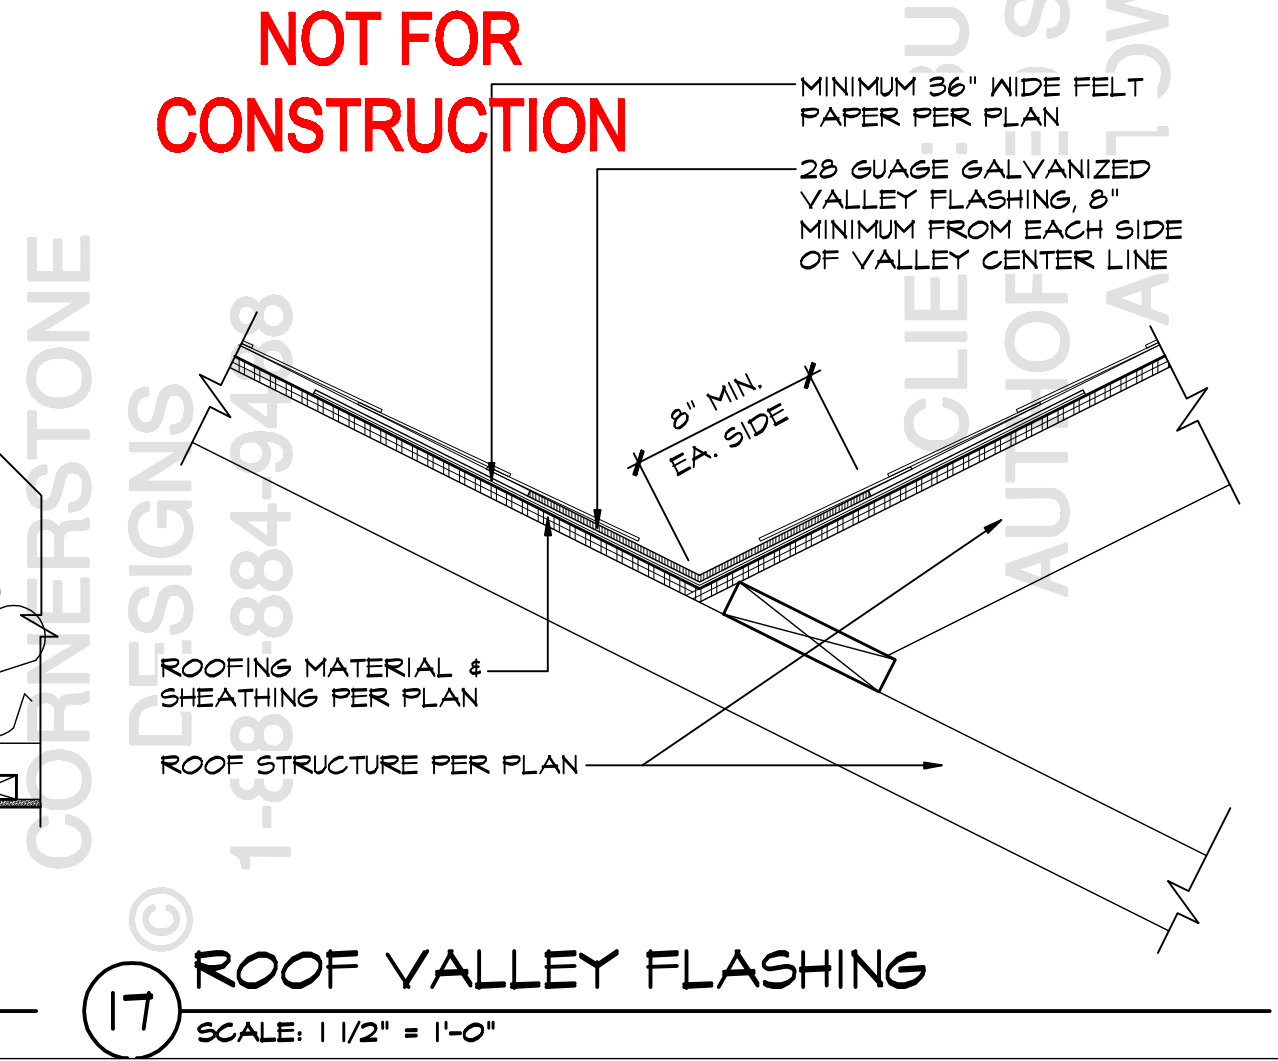 NOT FOR
CONSTRUCTION
MINIMUM 36" WIDE FELT
PAPER PER PLAN
28 GUAGE GALVANIZED
VALLEY FLASHING, 8"
MINIMUM FROM EACH SIDE
OF VALLEY CENTER LINE
8" MIN.
EA. SIDE
ROOFING MATERIAL &
SHEATHING PER PLAN
ROOF STRUCTURE PER PLAN
CORNERSTONE
DESIGNS
©
17
ROOF VALLEY FLASHING
SCALE: 1 1/2" = 1'-0"